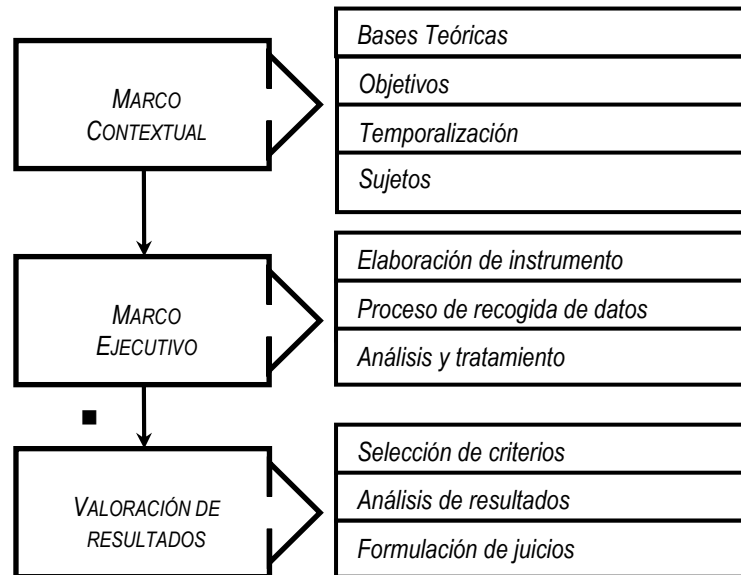 MARCO
CONTEXTUAL
Bases Teóricas
Objetivos
Temporalización
Sujetos
MARCO
EJECUTIVO
Elaboración de instrumento
Proceso de recogida de datos
Análisis y tratamiento
VALORACIÓN DE
RESULTADOS
Selección de criterios
Análisis de resultados
Formulación de juicios